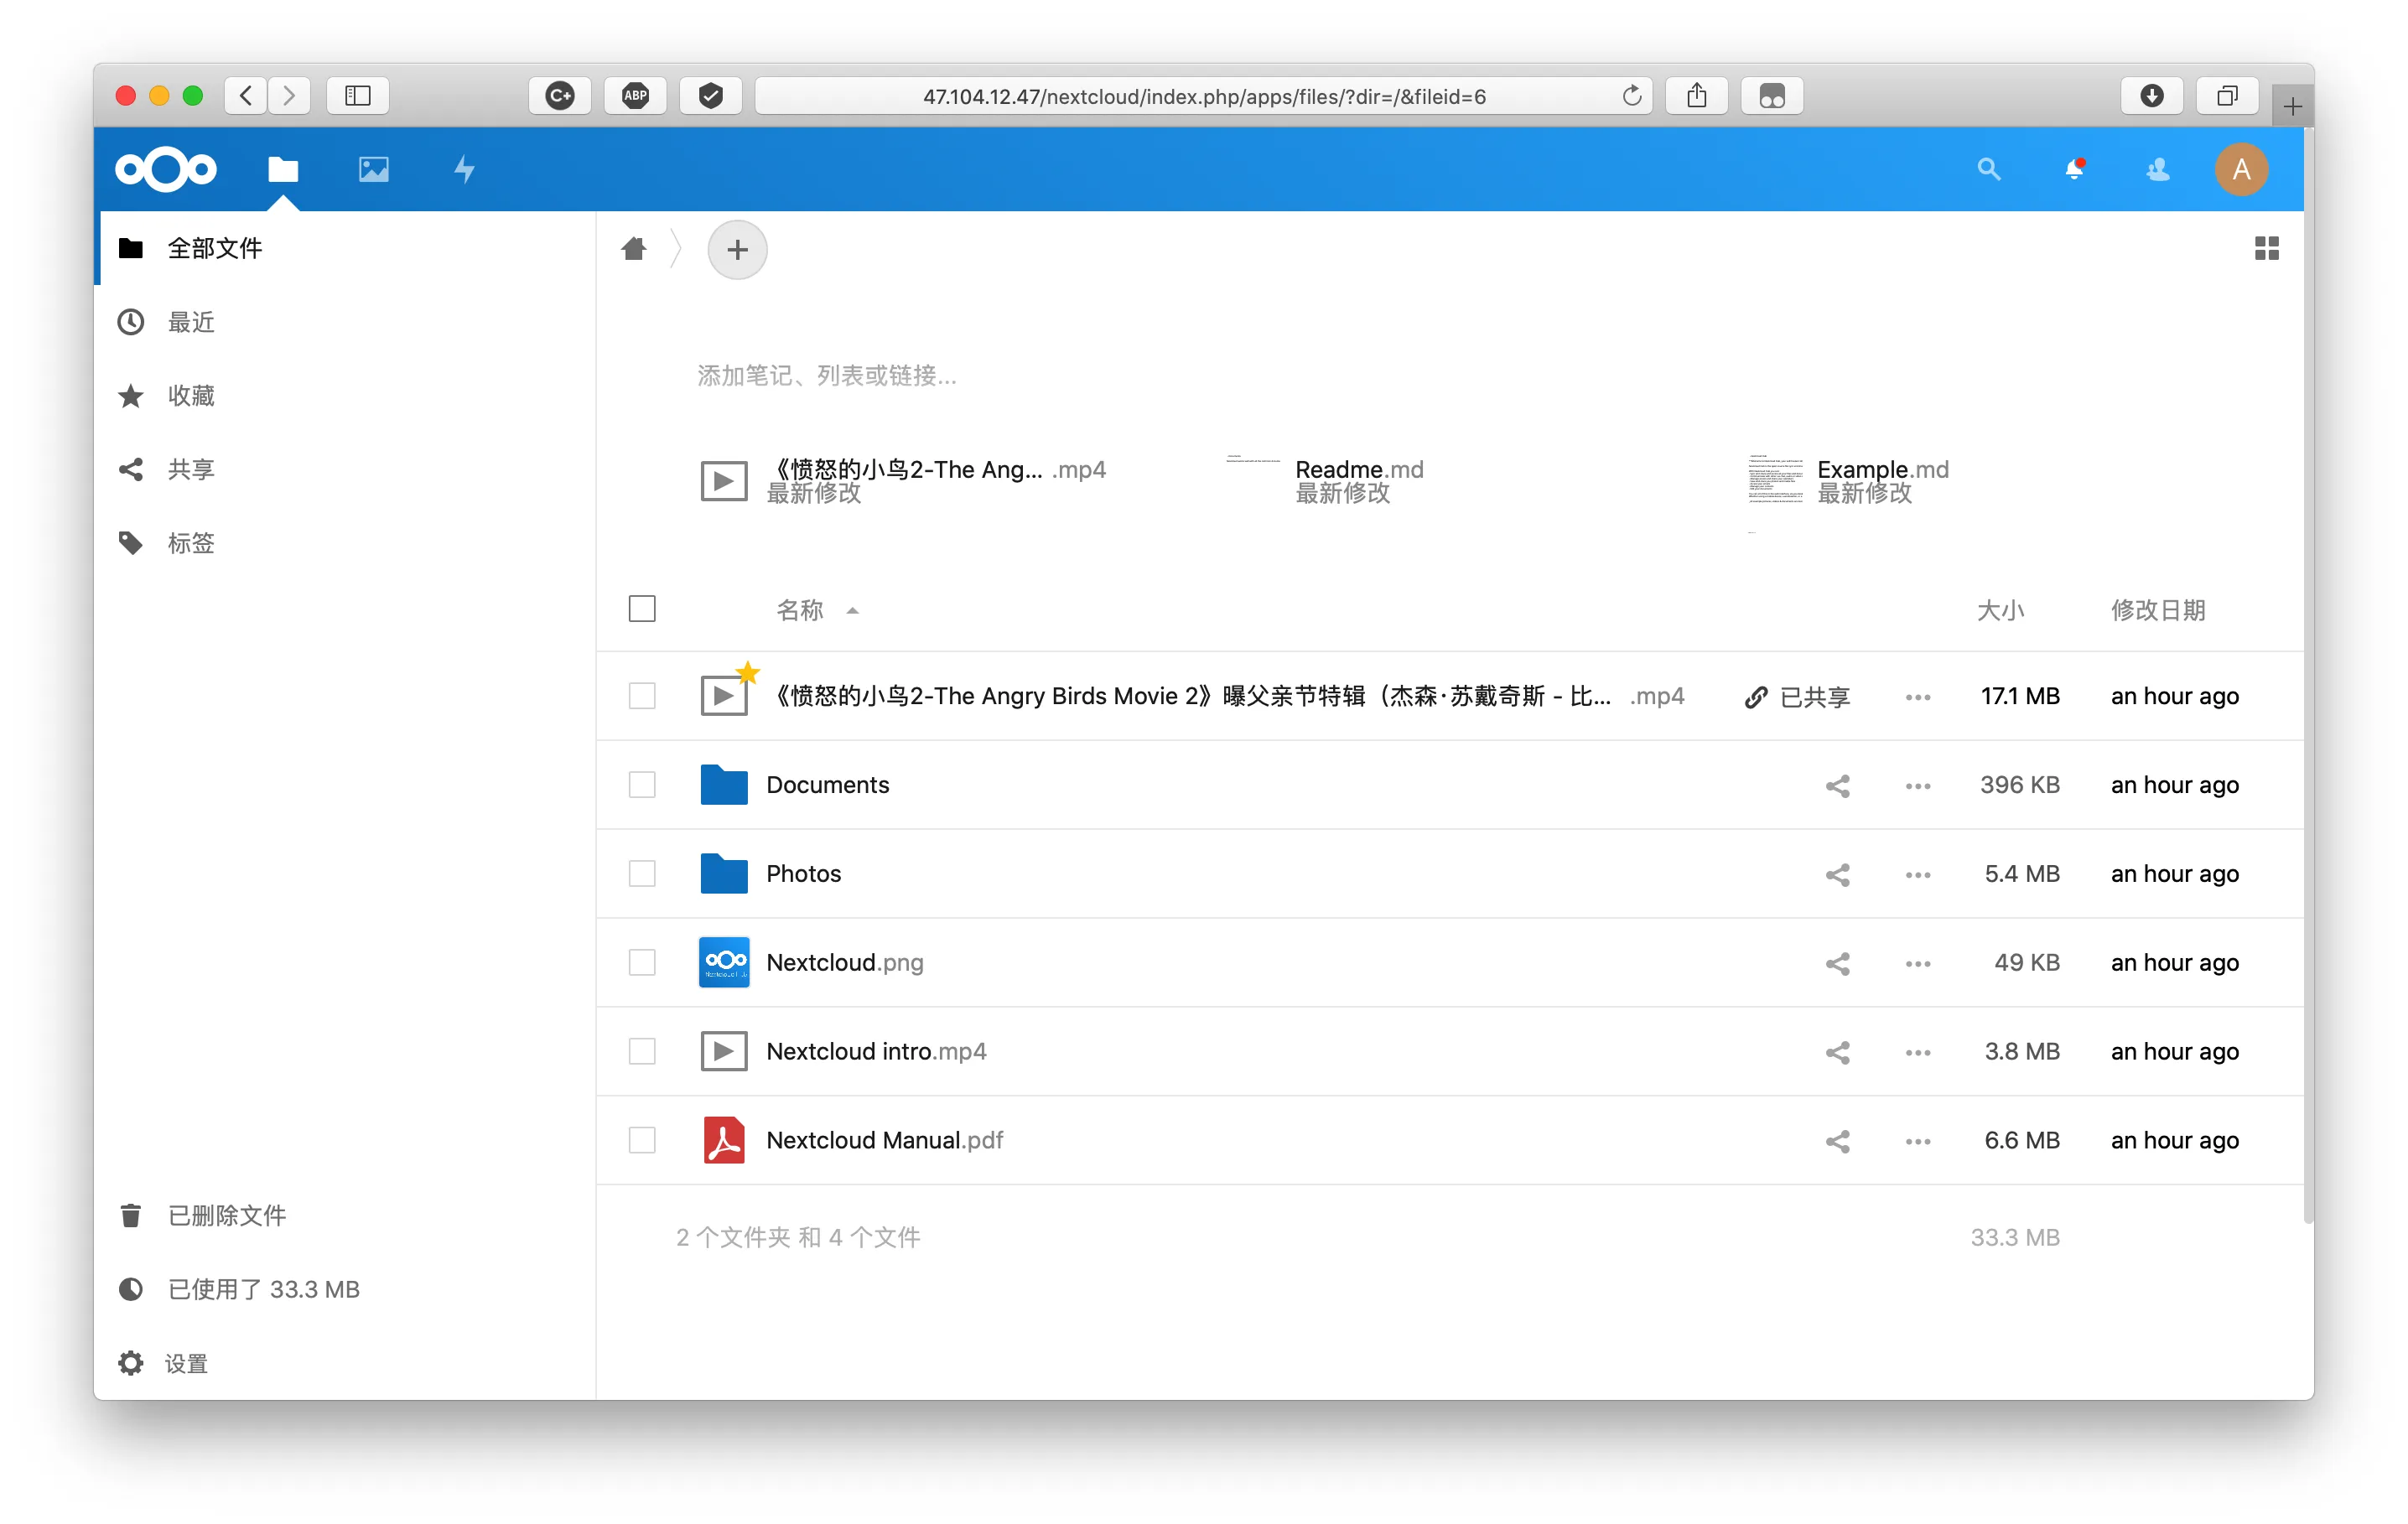 C+ ABP 47.104.12.47/nextcloud/index.php/apps/files/?dir=/&fileid=6
A
全部文件
最近
收藏
共享
标签
已删除文件
已使用了 33.3 MB
设置
添加笔记、列表或链接...
《愤怒的小鸟2-The Ang... .mp4
最新修改
Readme.md
最新修改
Example.md
最新修改
名称 大小 修改日期
《愤怒的小鸟2-The Angry Birds Movie 2》曝父亲节特辑（杰森·苏戴奇斯 - 比... .mp4 已共享 17.1 MB an hour ago
Documents 396 KB an hour ago
Photos 5.4 MB an hour ago
Nextcloud.png 49 KB an hour ago
Nextcloud intro.mp4 3.8 MB an hour ago
Nextcloud Manual.pdf 6.6 MB an hour ago
2 个文件夹 和 4 个文件 33.3 MB